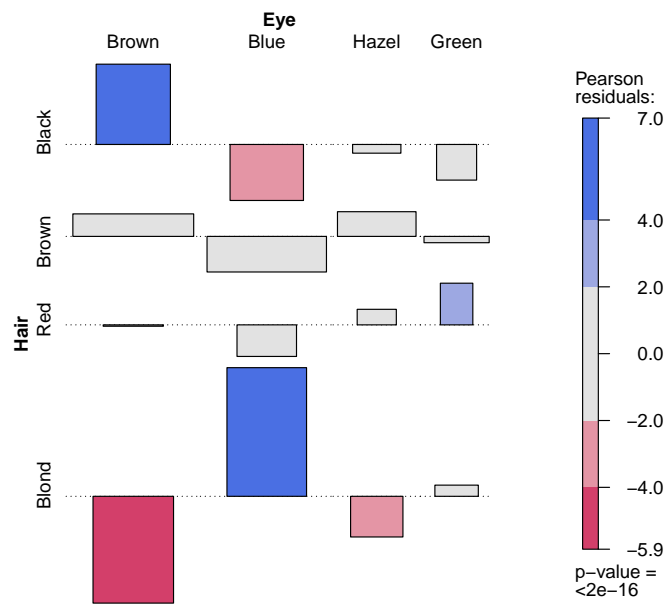 Eye
Brown Blue Hazel Green
Hair
Black
Brown
Red
Blond
Pearson
residuals:
7.0
4.0
2.0
0.0
−2.0
−4.0
−5.9
p−value =
<2e−16